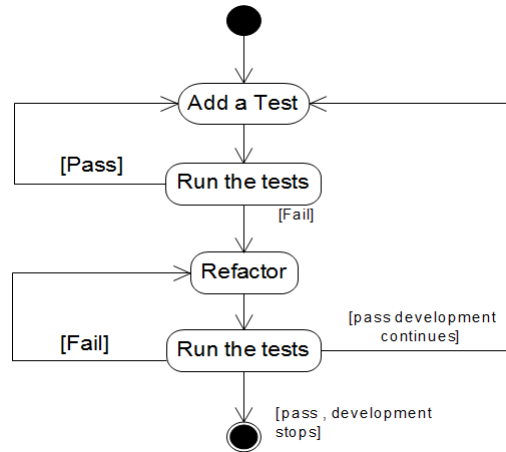 Add a Test
[Pass]
Run the tests
[Fail]
Refactor
[pass development
continues]
[Fail]
Run the tests
[pass , development
stops]